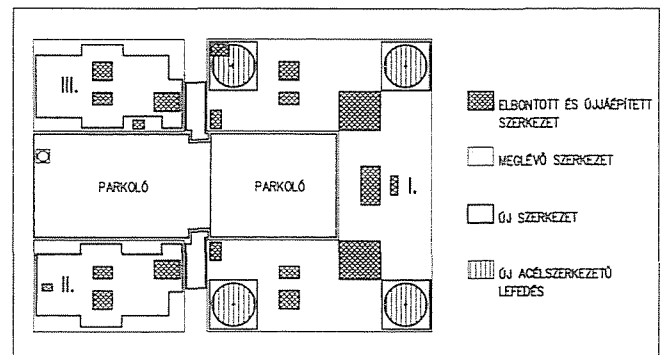 III.
ELBONTOTT ÉS ÚJJÁÉPÍTETT
SZERKEZET
MEGLÉVŐ SZERKEZET
PARKOLÓ
PARKOLÓ
I.
ÚJ SZERKEZET
II.
ÚJ ACÉLSZERKEZETŰ
LEFEDÉS